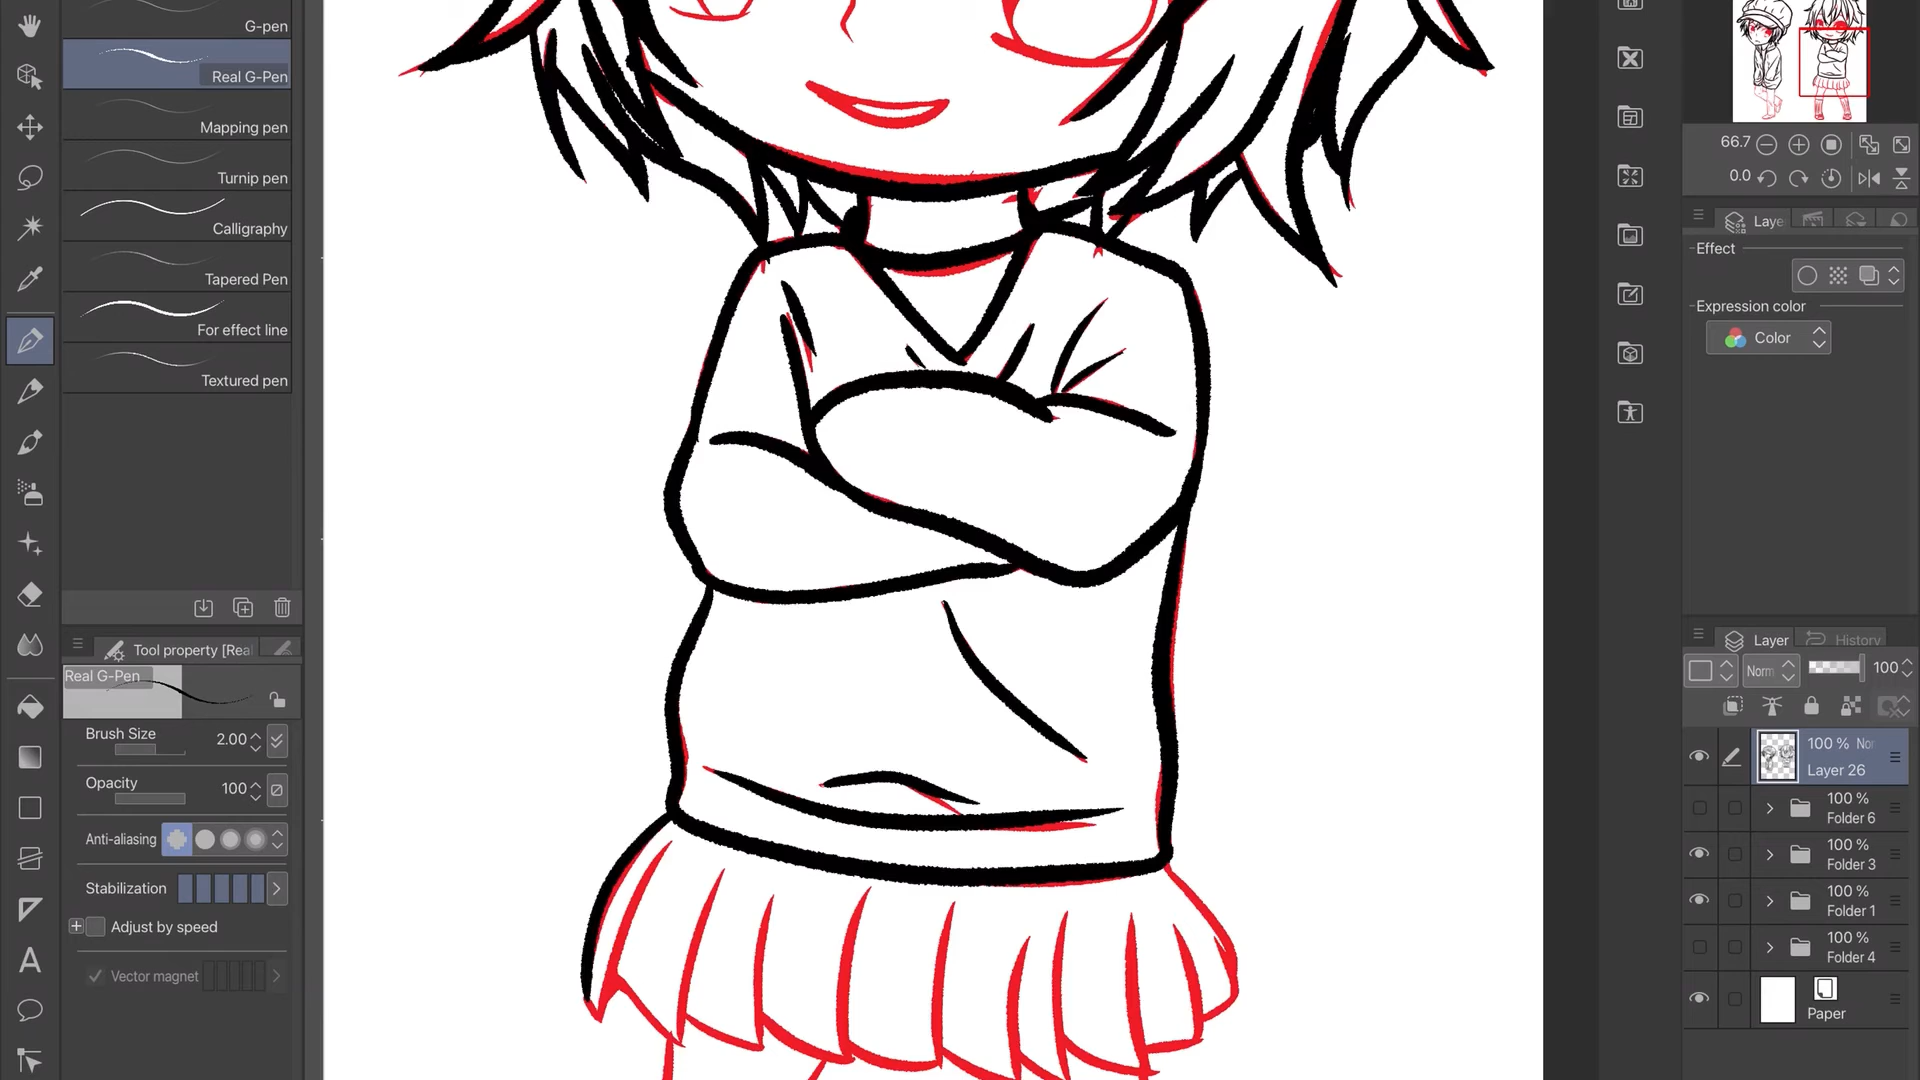 G-pen
Real G-Pen
Mapping pen
Turnip pen
Calligraphy
Tapered Pen
For effect line
Textured pen
Tool property [Rea
Real G-Pen
Brush Size
2.00
Opacity
100
Anti-aliasing
Stabilization
Adjust by speed
Vector magnet
A
66.7
0.0
Laye
Effect
Expression color
Color
Layer
History
Norm
100
100 % Nor
Layer 26
100 %
Folder 6
100 %
Folder 3
100 %
Folder 1
100 %
Folder 4
Paper